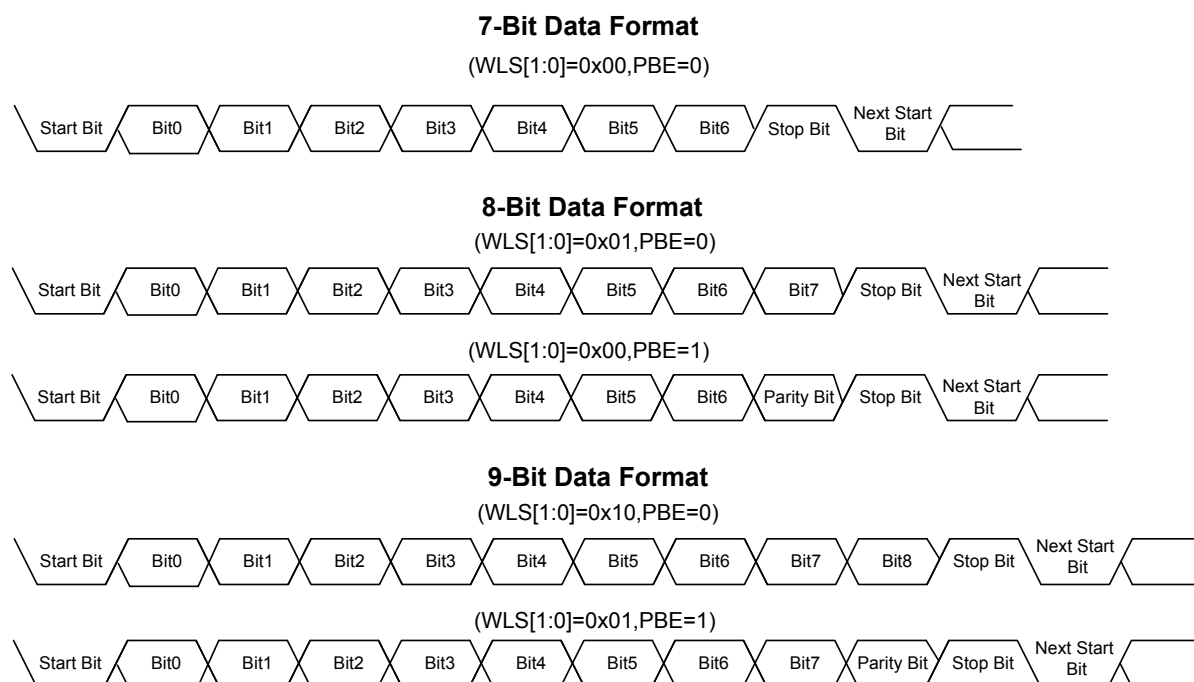 7-Bit Data Format
(WLS[1:0]=0x00,PBE=0)
Start Bit Bit0 Bit1 Bit2 Bit3 Bit4 Bit5 Bit6 Stop Bit Next Start Bit
8-Bit Data Format
(WLS[1:0]=0x01,PBE=0)
Start Bit Bit0 Bit1 Bit2 Bit3 Bit4 Bit5 Bit6 Bit7 Stop Bit Next Start Bit
(WLS[1:0]=0x00,PBE=1)
Start Bit Bit0 Bit1 Bit2 Bit3 Bit4 Bit5 Bit6 Parity Bit Stop Bit Next Start Bit
9-Bit Data Format
(WLS[1:0]=0x10,PBE=0)
Start Bit Bit0 Bit1 Bit2 Bit3 Bit4 Bit5 Bit6 Bit7 Bit8 Stop Bit Next Start Bit
(WLS[1:0]=0x01,PBE=1)
Start Bit Bit0 Bit1 Bit2 Bit3 Bit4 Bit5 Bit6 Bit7 Parity Bit Stop Bit Next Start Bit